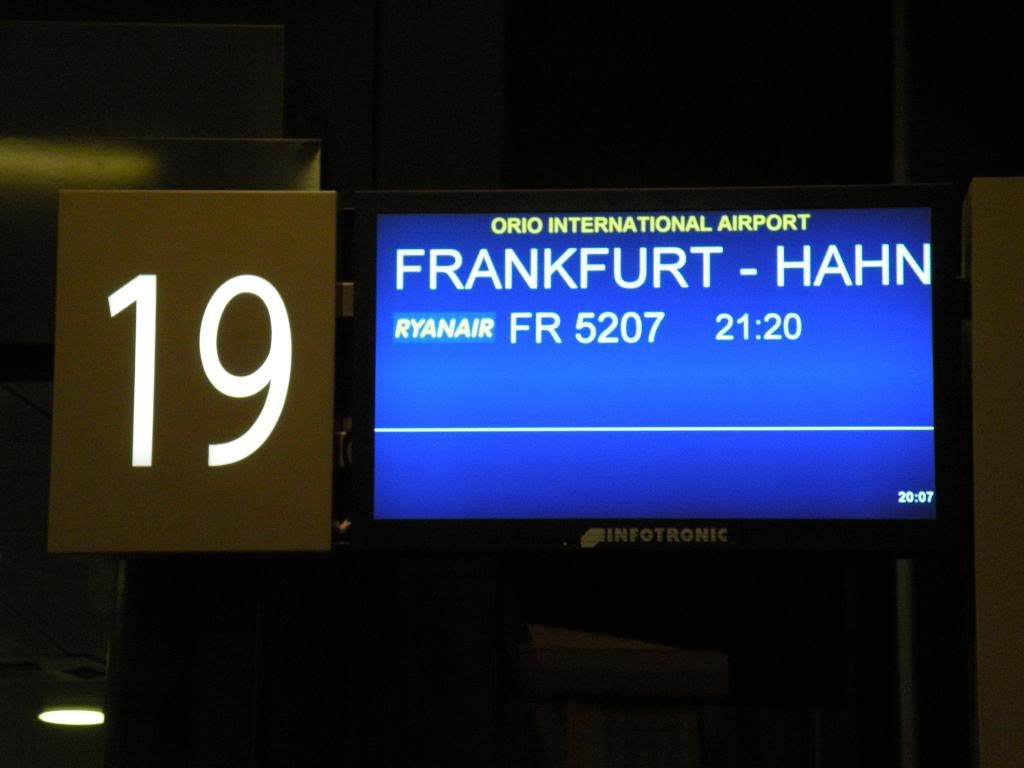 19
ORIO INTERNATIONAL AIRPORT
FRANKFURT - HAHN
RYANAIR FR 5207 21:20
20:07
INFOTRONIC